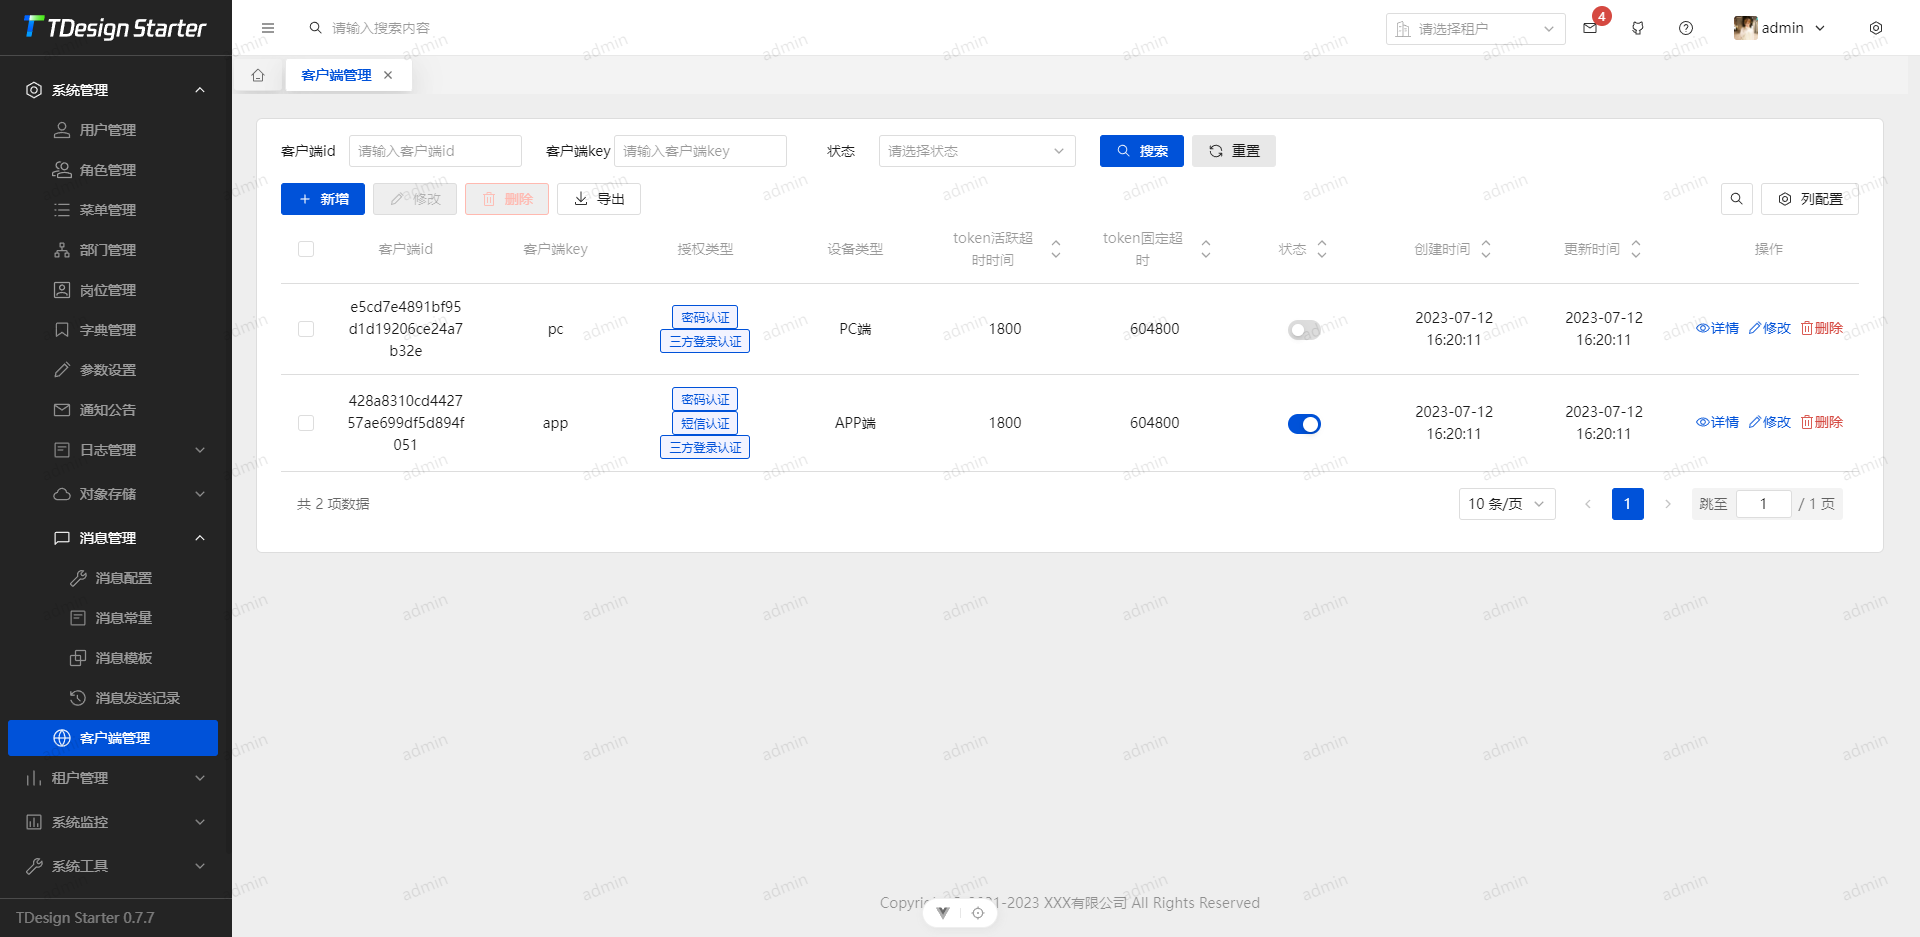 TDesign Starter
请输入搜索内容
请选择租户
4
admin
系统管理
用户管理
角色管理
菜单管理
部门管理
岗位管理
字典管理
参数设置
通知公告
日志管理
对象存储
消息管理
消息配置
消息常量
消息模板
消息发送记录
客户端管理
租户管理
系统监控
系统工具
TDesign Starter 0.7.7
客户端管理
客户端id 请输入客户端id 客户端key 请输入客户端key 状态 请选择状态 搜索 重置
新增 修改 删除 导出 列配置
客户端id 客户端key 授权类型 设备类型 token活跃超时时间 token固定超时 状态 创建时间 更新时间 操作
e5cd7e4891bf95
d1d19206ce24a7
b32e
pc
密码认证
三方登录认证
PC端
1800
604800
2023-07-12
16:20:11
2023-07-12
16:20:11
详情 修改 删除
428a8310cd4427
57ae699df5d894f
051
app
密码认证
短信认证
三方登录认证
APP端
1800
604800
2023-07-12
16:20:11
2023-07-12
16:20:11
详情 修改 删除
共 2 项数据
10 条/页
1
跳至 1 / 1 页
-2023 XXX有限公司 All Rights Reserved